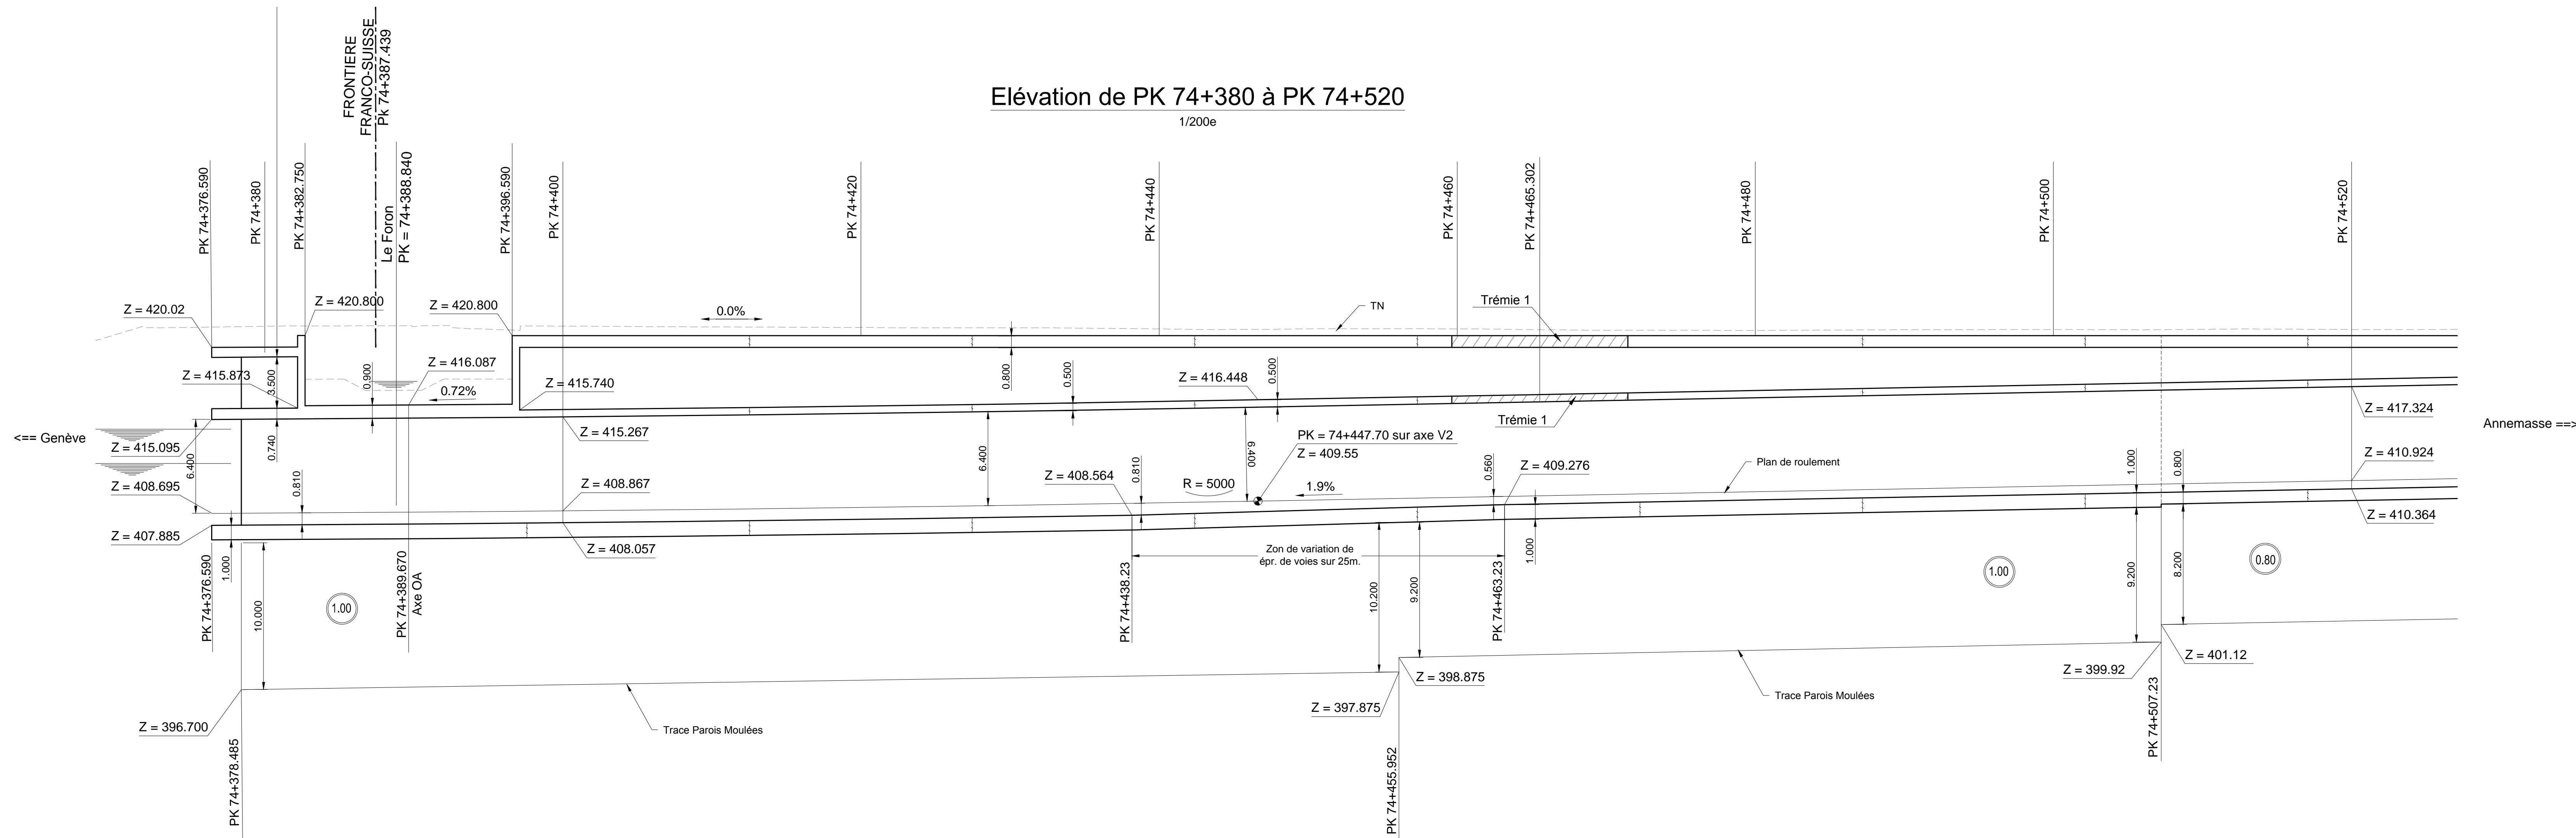 FRONTIERE
FRANCO-SUISSE
Pk 74+387.439
Elévation de PK 74+380 à PK 74+520
1/200e
PK 74+376.590
PK 74+380
PK 74+382.750
Le Foron
PK = 74+388.840
PK 74+396.590
PK 74+400
PK 74+420
PK 74+440
PK 74+460
PK 74+465.302
PK 74+480
PK 74+500
PK 74+520
Z = 420.02
Z = 420.800
Z = 420.800
0.0%
TN
Trémie 1
Z = 415.873
3.500
0.900
Z = 416.087
0.72%
Z = 415.740
0.800
0.500
Z = 416.448
0.500
Trémie 1
Z = 417.324
<== Genève
Annemasse ==>
Z = 415.095
6.400
0.740
Z = 415.267
6.400
6.400
PK = 74+447.70 sur axe V2
Z = 409.55
Z = 408.695
0.810
Z = 408.867
Z = 408.564
0.810
R = 5000
1.9%
0.560
Z = 409.276
Plan de roulement
1.000
0.800
Z = 410.924
Z = 407.885
1.000
Z = 408.057
Zon de variation de
épr. de voies sur 25m.
1.000
Z = 410.364
PK 74+376.590
10.000
1.00
PK 74+389.670
Axe OA
PK 74+438.23
10.200
9.200
PK 74+463.23
1.00
9.200
8.200
0.80
Z = 396.700
Trace Parois Moulées
Z = 397.875
Z = 398.875
Trace Parois Moulées
Z = 399.92
Z = 401.12
PK 74+378.485
PK 74+455.952
PK 74+507.23